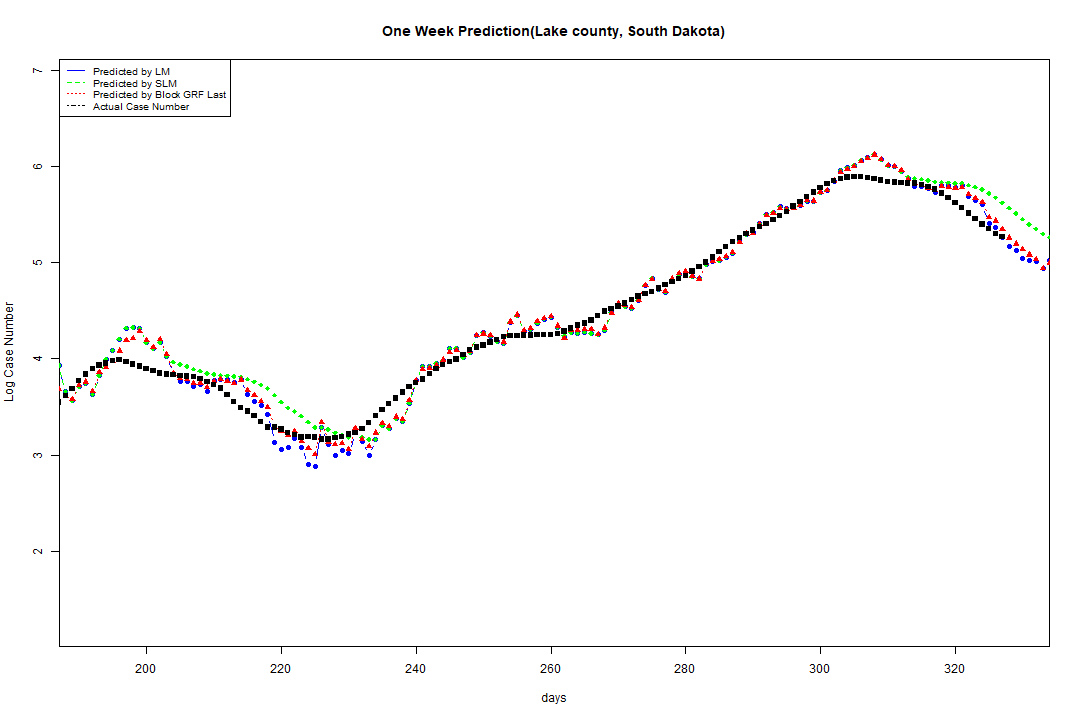 One Week Prediction(Lake county, South Dakota)
Predicted by LM
Predicted by SLM
Predicted by Block GRF Last
Actual Case Number
7
6
5
4
3
2
Log Case Number
200 220 240 260 280 300 320
days